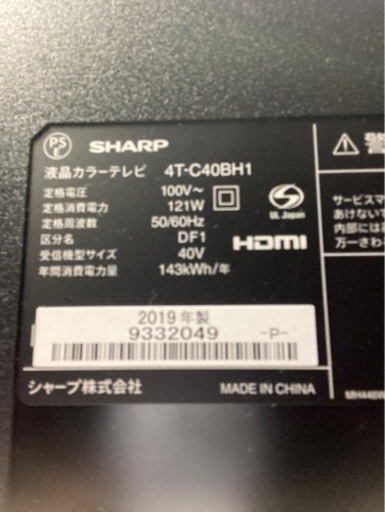 PS
E
SHARP
液晶カラーテレビ 4T-C40BH1
定格電圧 100V~
定格消費電力 121W
定格周波数 50/60Hz
区分名 DF1
受信機型サイズ 40V
年間消費電力量 143kWh/年
UL Japan
HDMI
2019年製
9332049 -P-
シャープ株式会社 MADE IN CHINA
サービスマ
あけないで
内部には
万一さわ